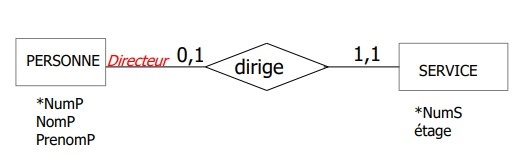 PERSONNE Directeur 0,1 dirige 1,1 SERVICE
*NumP
NomP
PrenomP
*NumS
étage